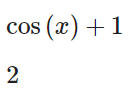 cos (x) + 1
2